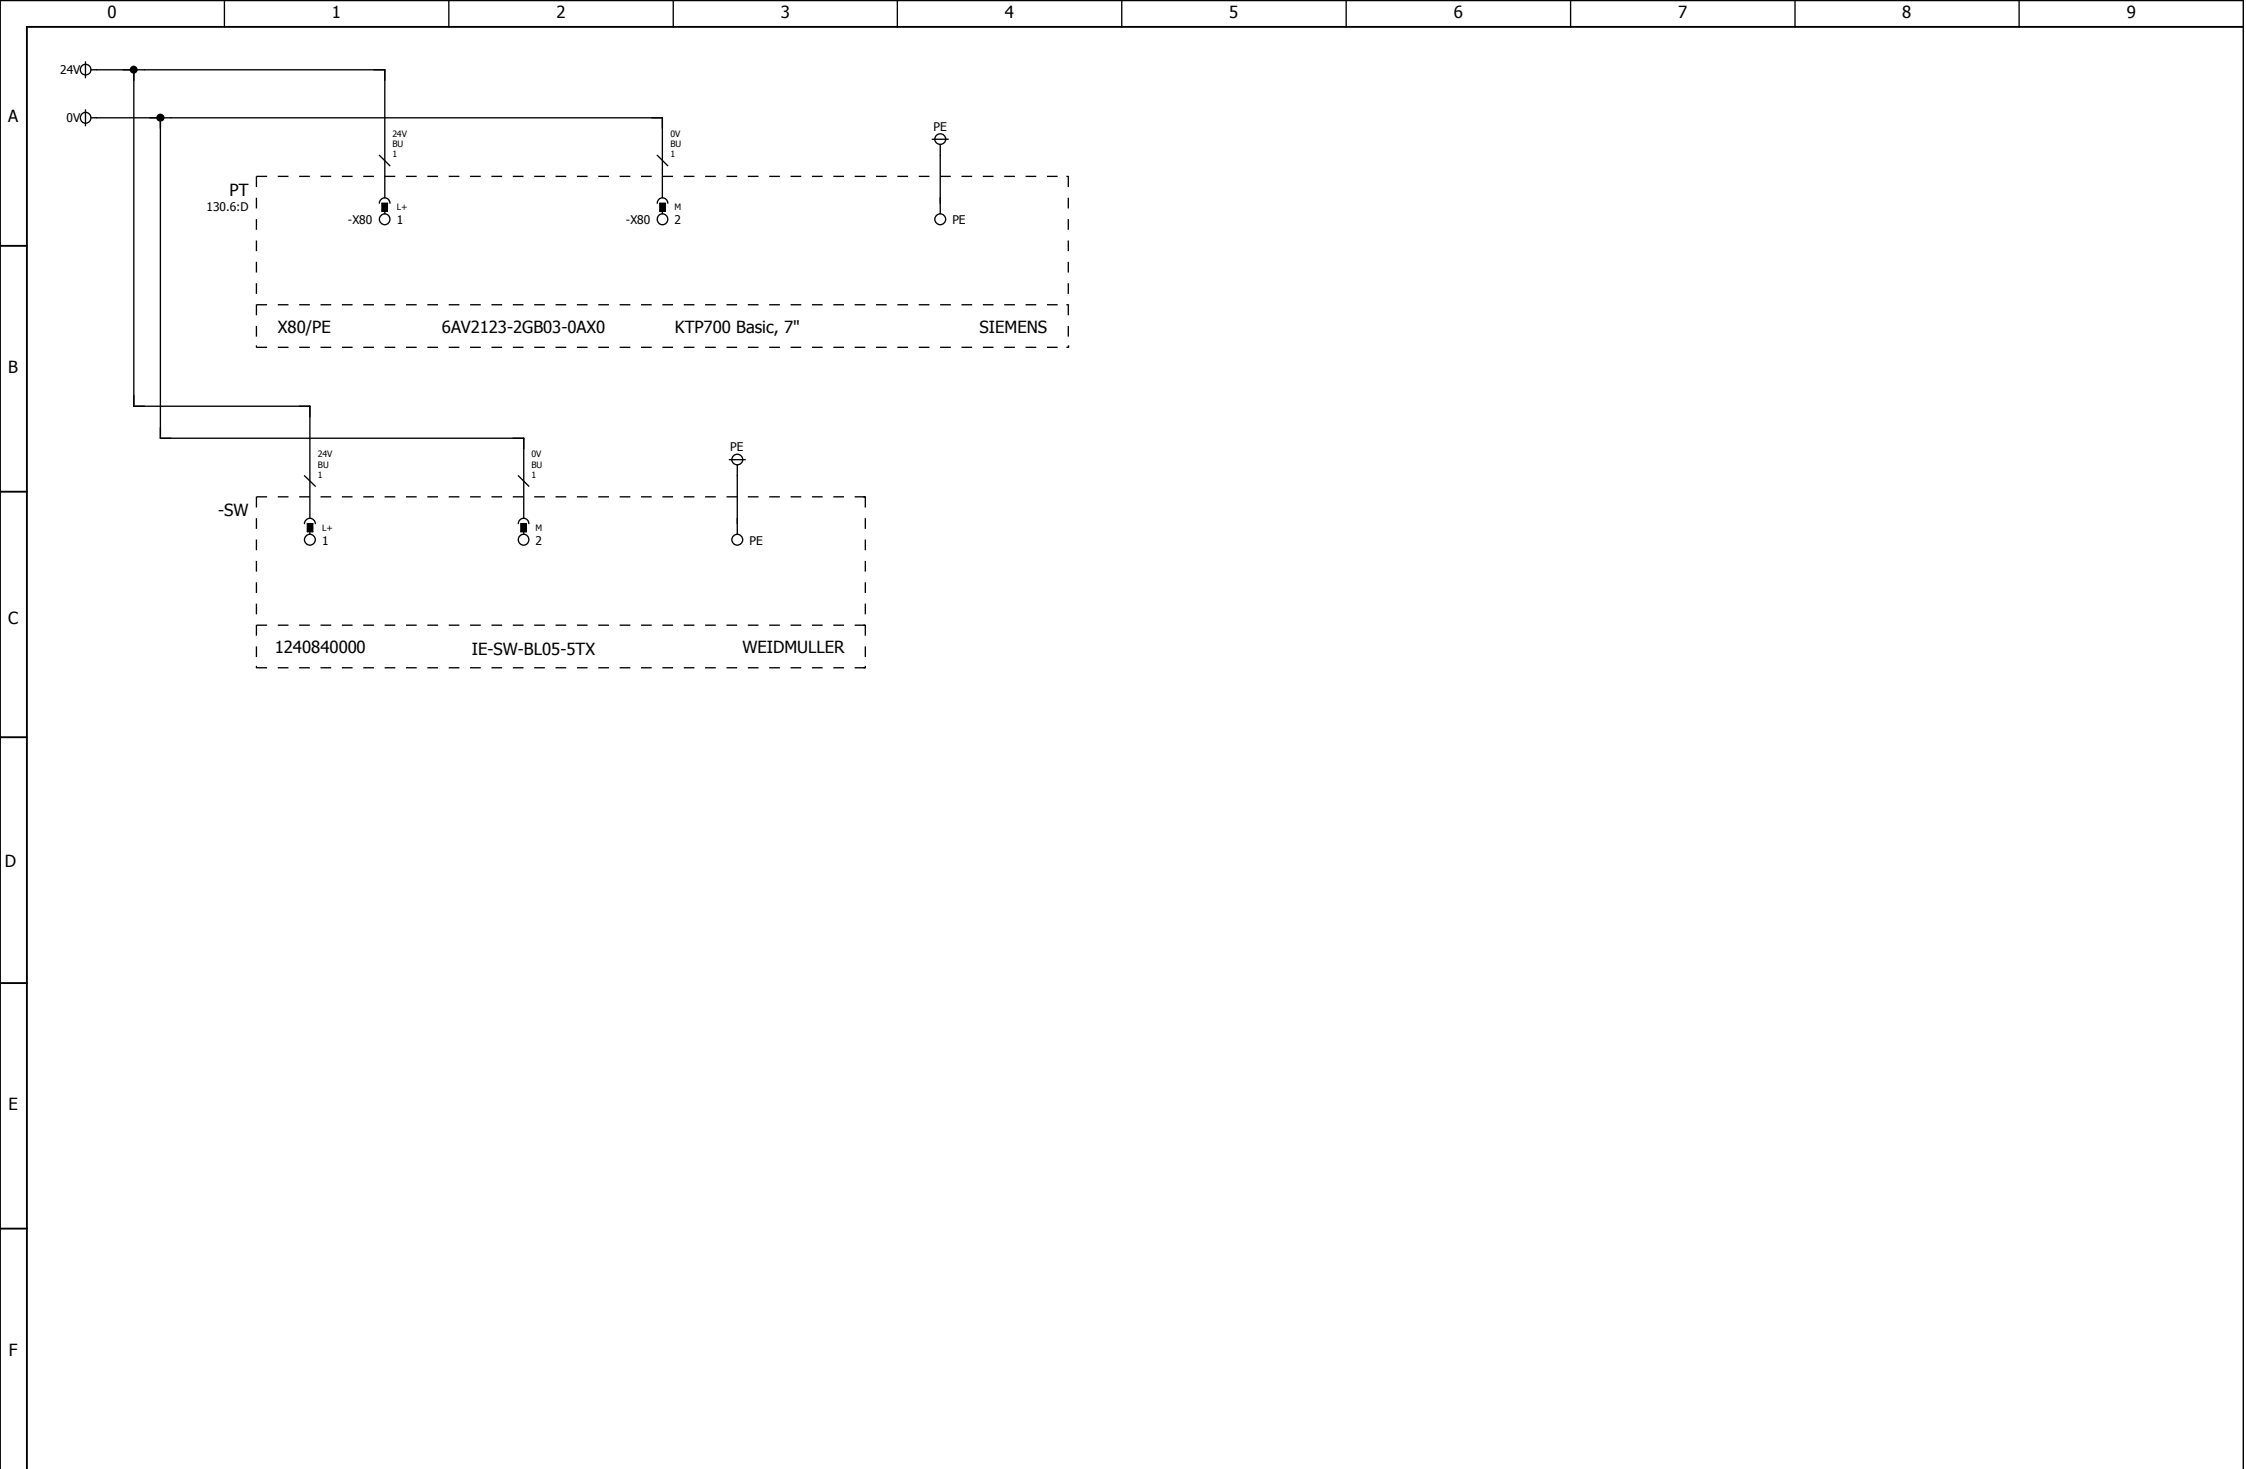 0 1 2 3 4 5 6 7 8 9
24V
A
0V
24V
BU
1
0V
BU
1
PE
PT
130.6:D
L+
-X80 1
M
-X80 2
PE
X80/PE 6AV2123-2GB03-0AX0 KTP700 Basic, 7" SIEMENS
B
24V
BU
1
0V
BU
1
PE
-SW
L+
1
M
2
PE
C
1240840000 IE-SW-BL05-5TX WEIDMULLER
D
E
F